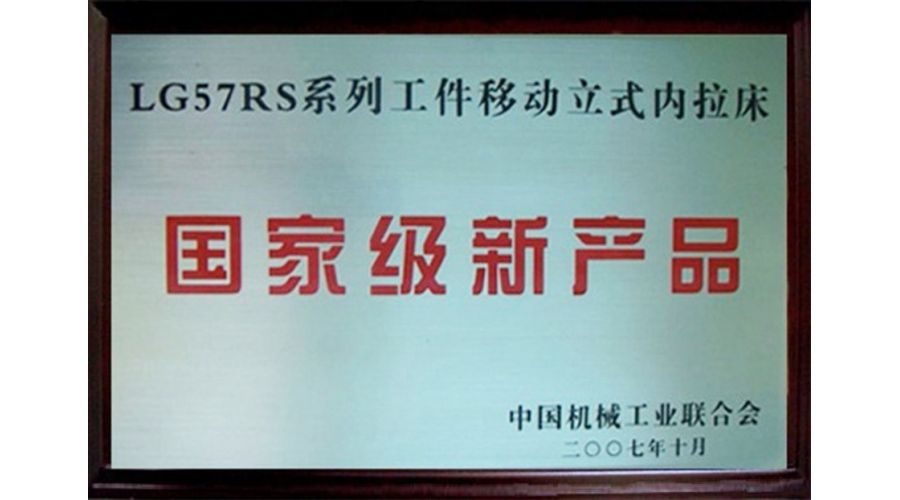 LG57RS系列工件移动立式内拉床
国家级新产品
中国机械工业联合会
二〇〇七年十月